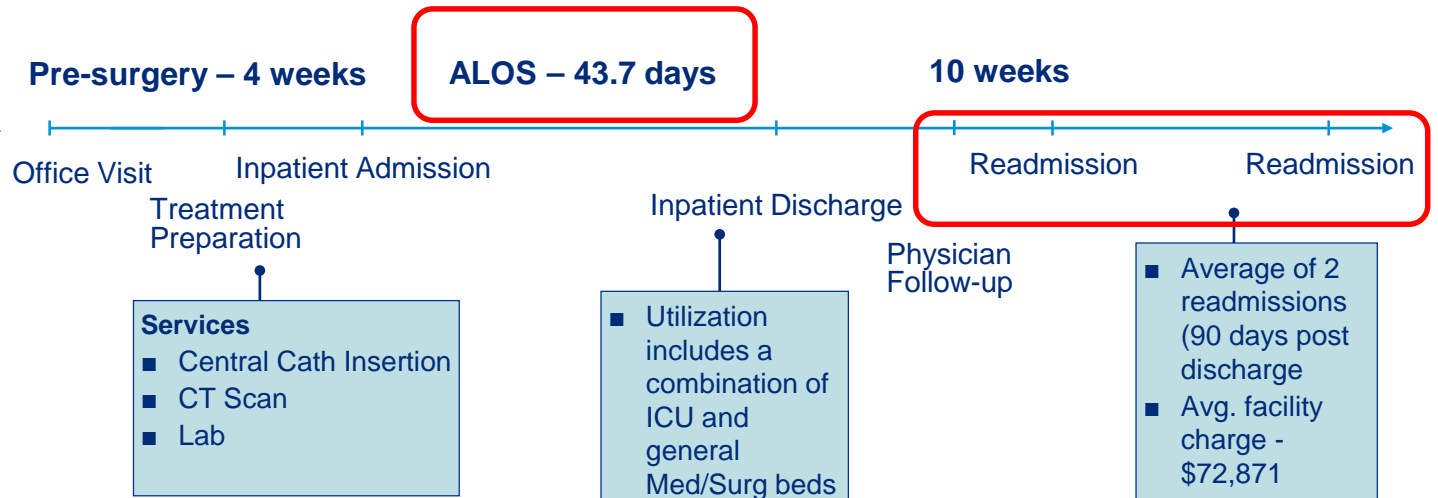 Pre-surgery – 4 weeks
ALOS – 43.7 days
10 weeks
Office Visit
Inpatient Admission
Readmission
Readmission
Treatment
Preparation
Inpatient Discharge
Physician
Follow-up
Services
■ Central Cath Insertion
■ CT Scan
■ Lab
■ Utilization
includes a
combination of
ICU and
general
Med/Surg beds
■ Average of 2
readmissions
(90 days post
discharge
■ Avg. facility
charge -
$72,871